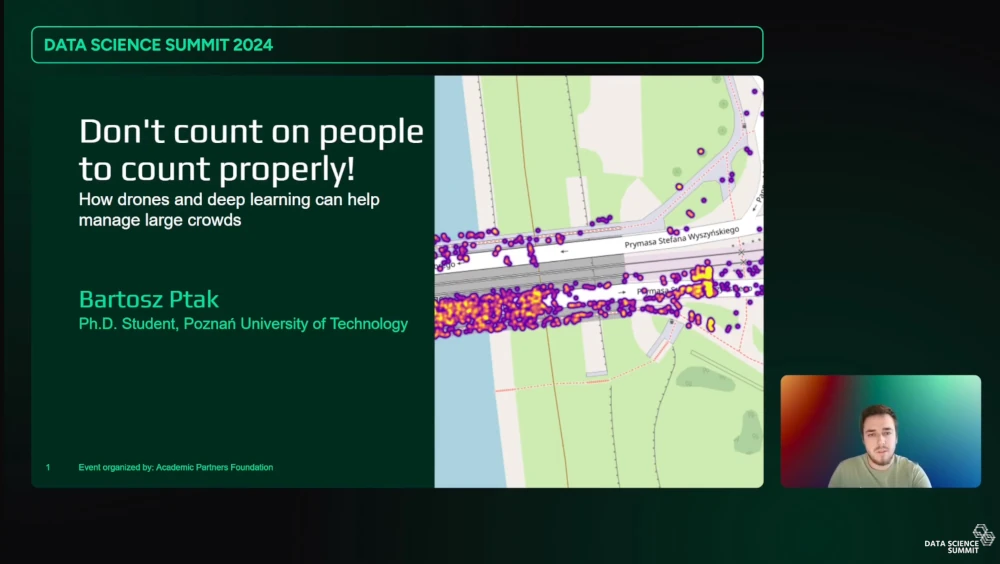 DATA SCIENCE SUMMIT 2024
Don't count on people
to count properly!
How drones and deep learning can help
manage large crowds
Bartosz Ptak
Ph.D. Student, Poznań University of Technology
1
Event organized by: Academic Partners Foundation
Prymasa Stefana Wyszyńskiego
DATA SCIENCE
SUMMIT